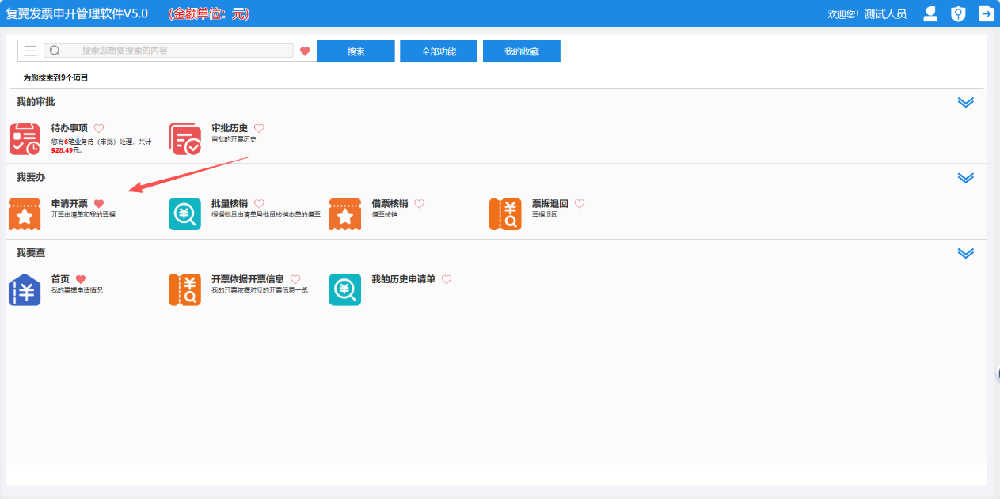 复翼发票申开管理软件V5.0 (金额单位：元) 欢迎您! 测试人员
搜索您想要搜索的内容 搜索 全部功能 我的收藏
为您搜索到9个项目
我的审批
待办事项 审批历史
您有6笔业务待（审批）处理，共计 审批的开票历史
928.49元。
我要办
申请开票 批量核销 借票核销 票据退回
开票申请单和我的票据 根据批量申请单号批量核销本单的借票 借票核销 票据退回
我要查
首页 开票依据开票信息 我的历史申请单
我的票据申请情况 我的开票依据对应的开票信息一览